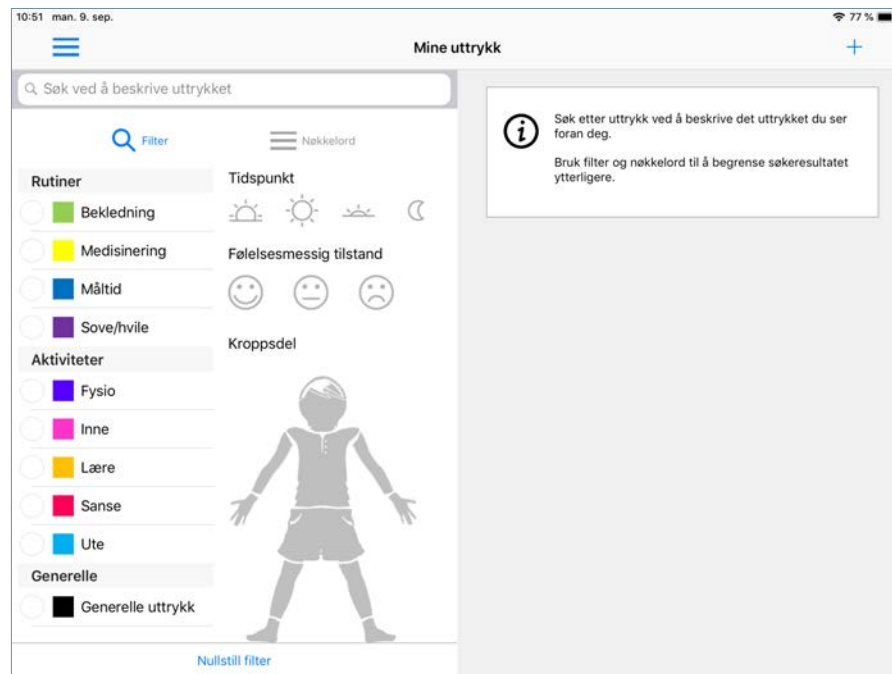 10:51 man. 9. sep.
77 %
Mine uttrykk
Søk ved å beskrive uttrykket
Filter
Nøkkelord
Rutiner
Bekledning
Medisinering
Måltid
Sove/hvile
Aktiviteter
Fysio
Inne
Lære
Sanse
Ute
Generelle
Generelle uttrykk
Tidspunkt
Følelsesmessig tilstand
Kroppsdel
Nullstill filter
Søk etter uttrykk ved å beskrive det uttrykket du ser
foran deg.
Bruk filter og nøkkelord til å begrense søkeresultatet
ytterligere.